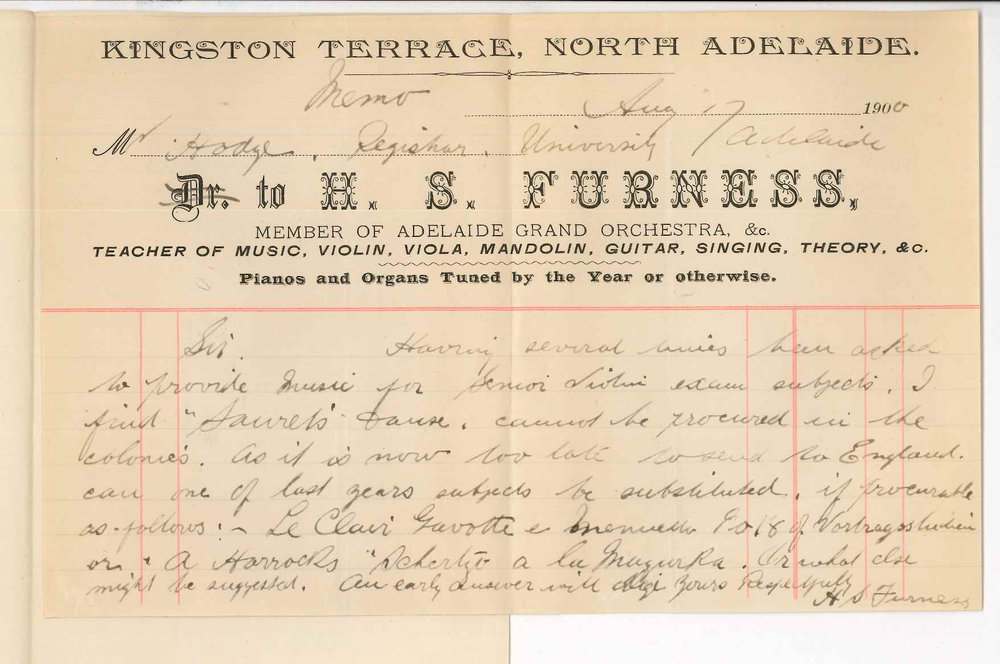 KINGSTON TERRACE, NORTH ADELAIDE.
Memo Aug 17 1900
Mr Hodge, Registrar, University Adelaide
Dr. to H. S. FURNESS,
MEMBER OF ADELAIDE GRAND ORCHESTRA, &c.
TEACHER OF MUSIC, VIOLIN, VIOLA, MANDOLIN, GUITAR, SINGING, THEORY, &c.
Pianos and Organs Tuned by the Year or otherwise.
Sir. Having several times been asked
to provide music for Senior Violin exam subjects, I
find "Saurets Danse, cannot be procured in the
colonies. As it is now too late to send to England.
can one of last years subjects be substituted, if procurable
as follows:- Le Clair Gavotte e Menuetto No 18 of Vortragsstudien
or "A Harrocks" Scherzo a la Mazurka. Or what else
might be suggested. An early answer will oblige Yours Respectfully
H S Furness